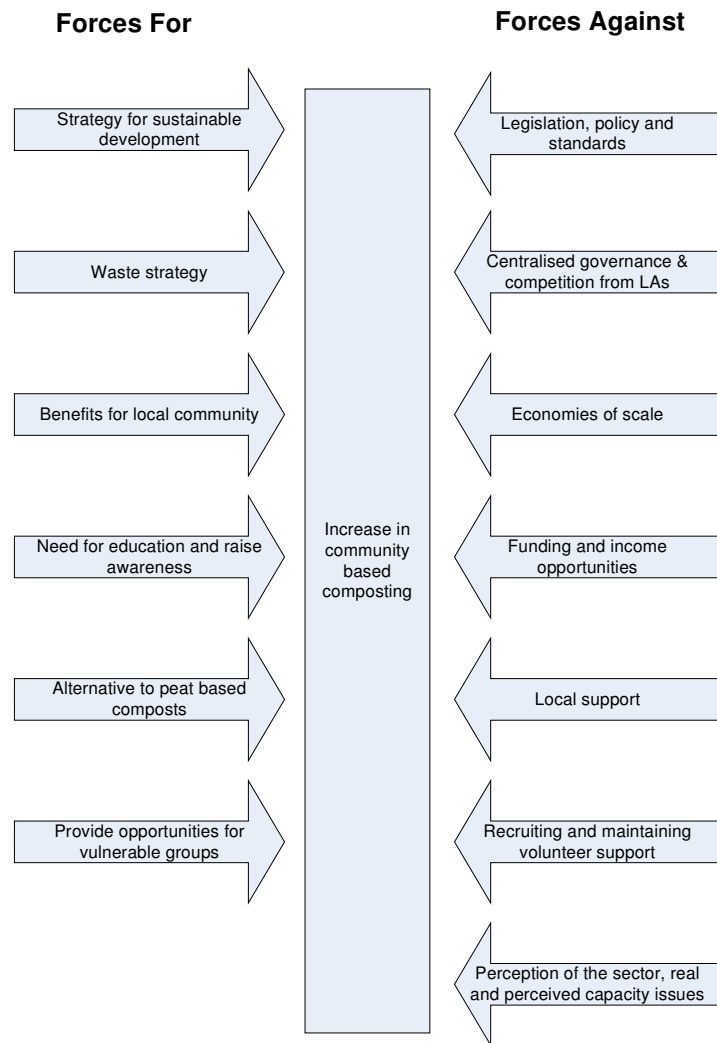 Forces For
Forces Against
Strategy for sustainable
development
Legislation, policy and
standards
Waste strategy
Centralised governance &
competition from LAs
Benefits for local community
Economies of scale
Need for education and raise
awareness
Increase in
community
based
composting
Funding and income
opportunities
Alternative to peat based
composts
Local support
Provide opportunities for
vulnerable groups
Recruiting and maintaining
volunteer support
Perception of the sector, real
and perceived capacity issues